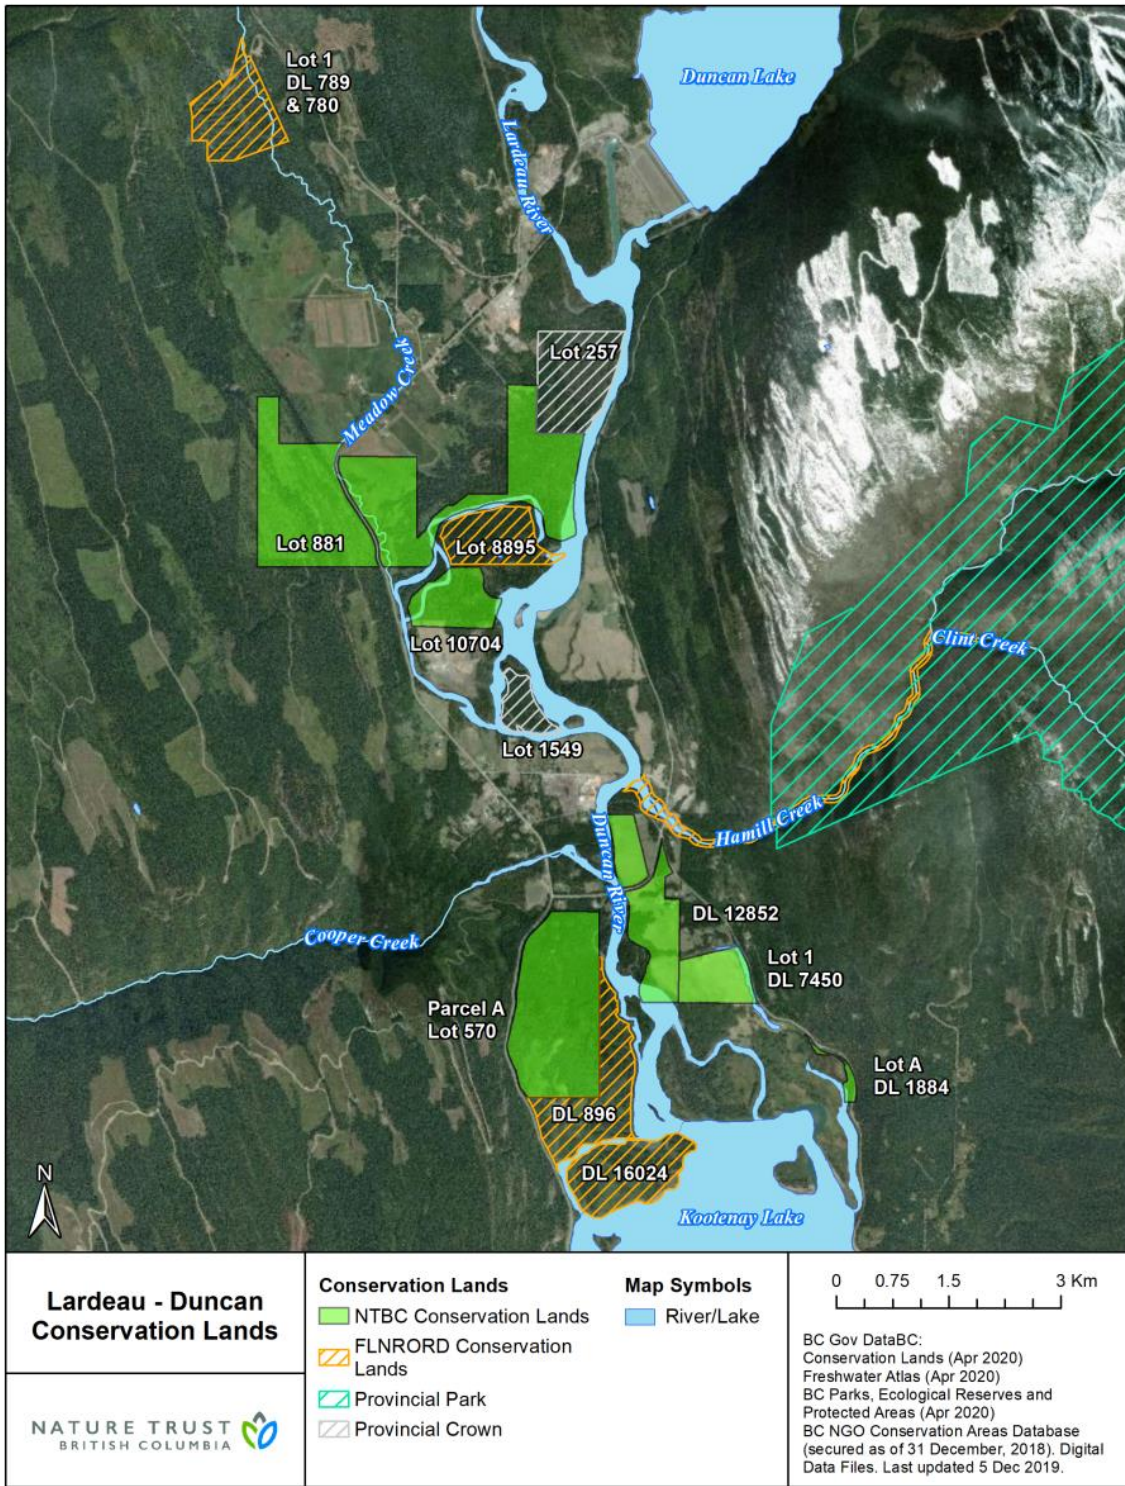 Lot 1
DL 789
& 780
Duncan Lake
Lardeau River
Lot 257
Meadow Creek
Lot 881
Lot 8895
Lot 10704
Clint Creek
Lot 1549
Hamill Creek
Duncan River
DL 12852
Cooper Creek
Lot 1
DL 7450
Parcel A
Lot 570
Lot A
DL 1884
DL 896
DL 16024
N
Kootenay Lake
Lardeau - Duncan
Conservation Lands
NATURE TRUST
BRITISH COLUMBIA
Conservation Lands
NTBC Conservation Lands
FLNRORD Conservation
Lands
Provincial Park
Provincial Crown
Map Symbols
River/Lake
0 0.75 1.5 3 Km
BC Gov DataBC:
Conservation Lands (Apr 2020)
Freshwater Atlas (Apr 2020)
BC Parks, Ecological Reserves and
Protected Areas (Apr 2020)
BC NGO Conservation Areas Database
(secured as of 31 December, 2018). Digital
Data Files. Last updated 5 Dec 2019.